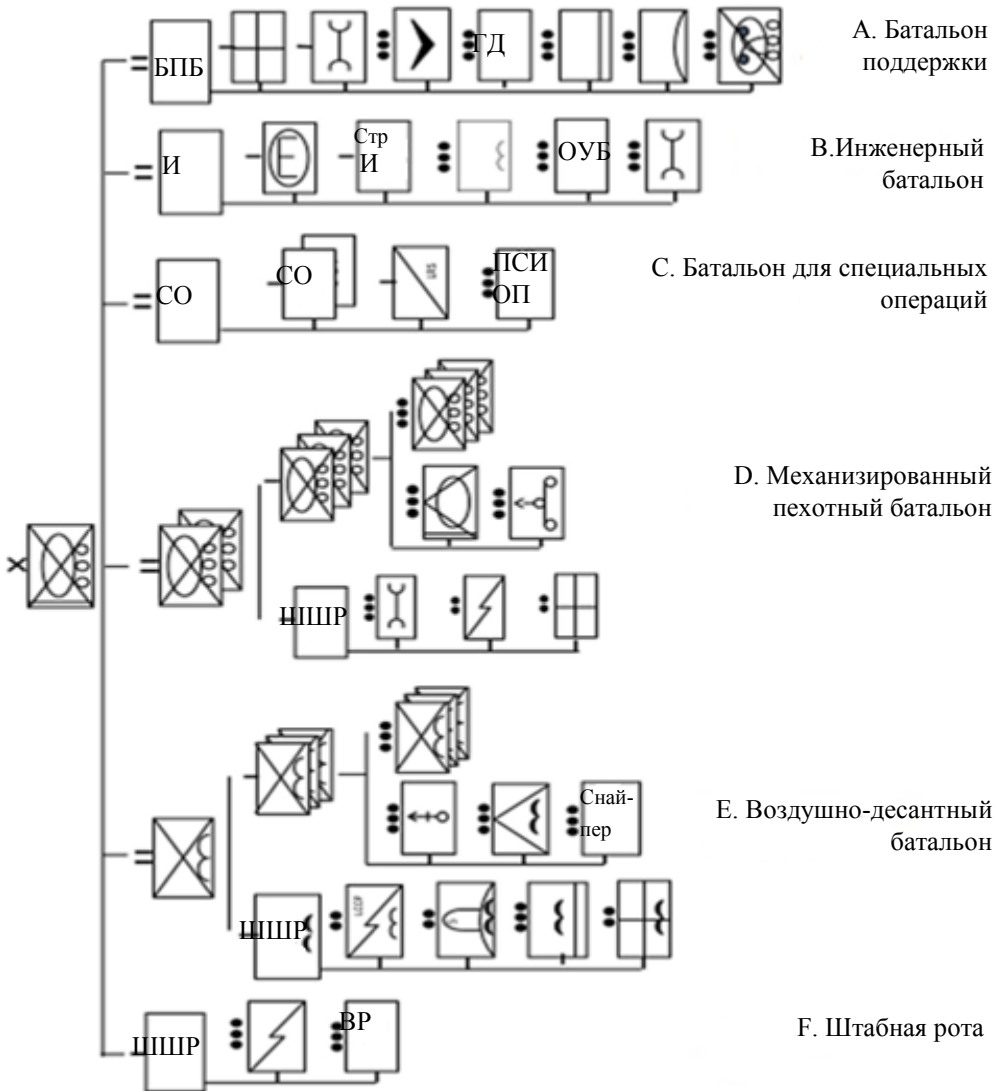 БПБ
ГД
A. Батальон
поддержки
И
Стр
И
ОУБ
B.Инженерный
батальон
СО
СО
LRS
ПСИ
ОП
C. Батальон для специальных
операций
D. Механизированный
пехотный батальон
ШШР
Снай-
пер
E. Воздушно-десантный
батальон
ШШР
ШШР
ВР
F. Штабная рота